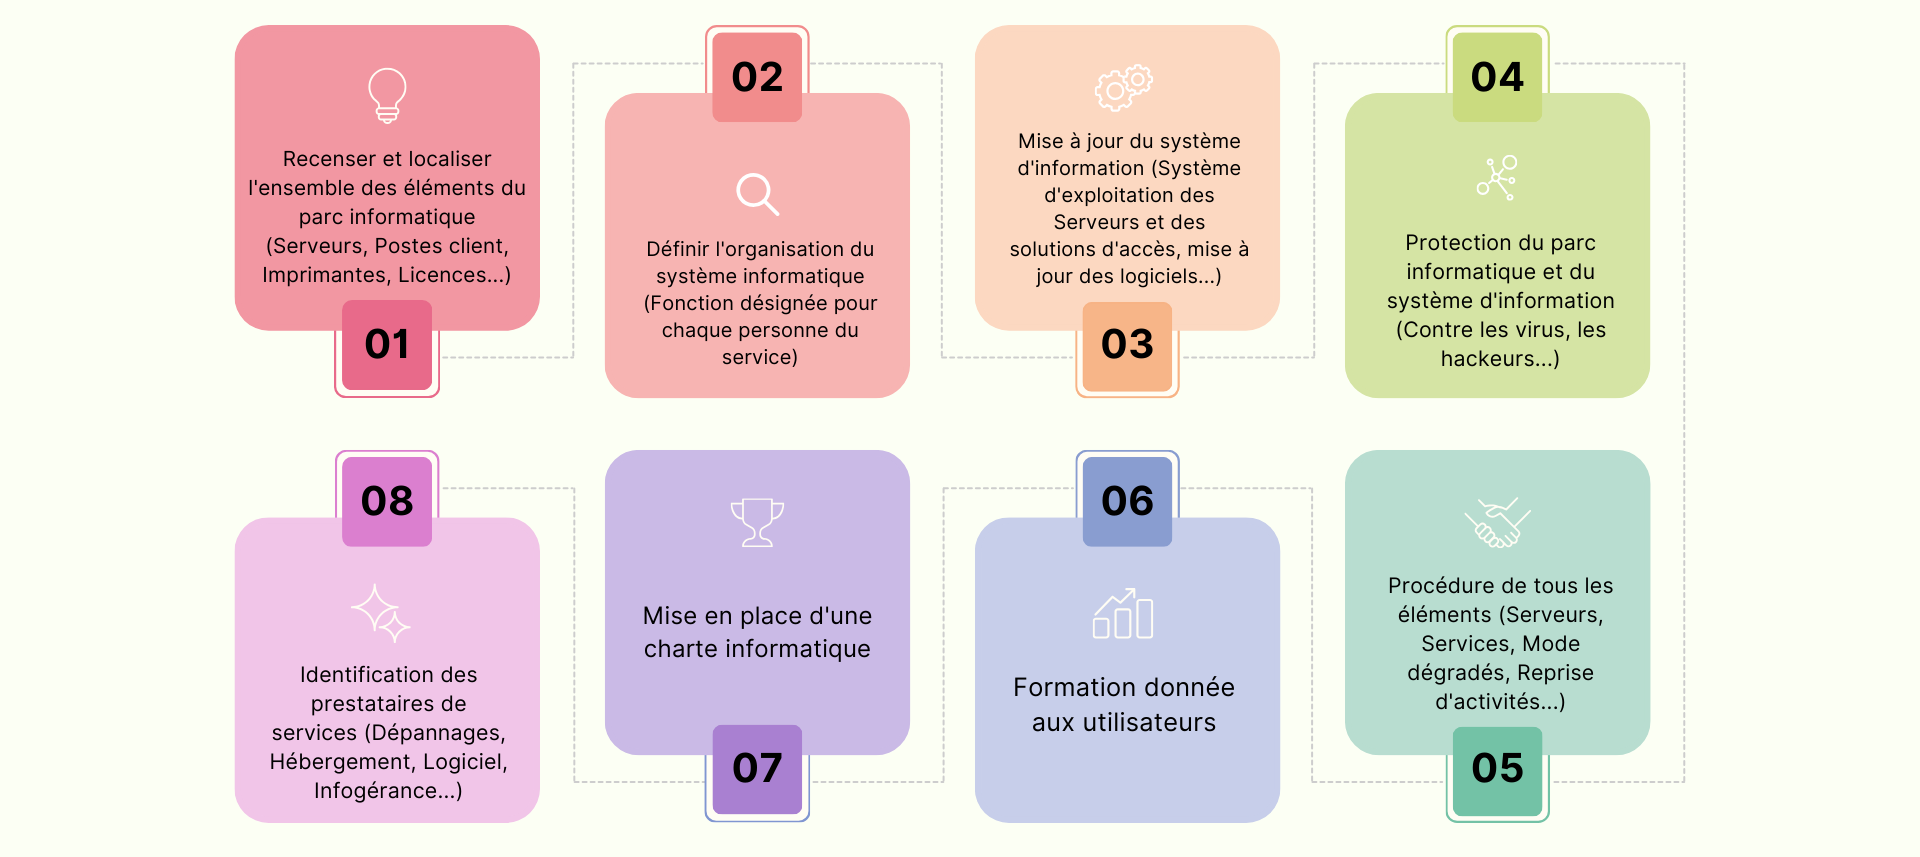 Recenser et localiser
l'ensemble des éléments du
parc informatique
(Serveurs, Postes client,
Imprimantes, Licences...)
01
02
Définir l'organisation du
système informatique
(Fonction désignée pour
chaque personne du
service)
Mise à jour du système
d'information (Système
d'exploitation des
Serveurs et des
solutions d'accès, mise à
jour des logiciels...)
03
04
Protection du parc
informatique et du
système d'information
(Contre les virus, les
hackeurs...)
Procédure de tous les
éléments (Serveurs,
Services, Mode
dégradés, Reprise
d'activités...)
05
06
Formation donnée
aux utilisateurs
Mise en place d'une
charte informatique
07
08
Identification des
prestataires de
services (Dépannages,
Hébergement, Logiciel,
Infogérance...)